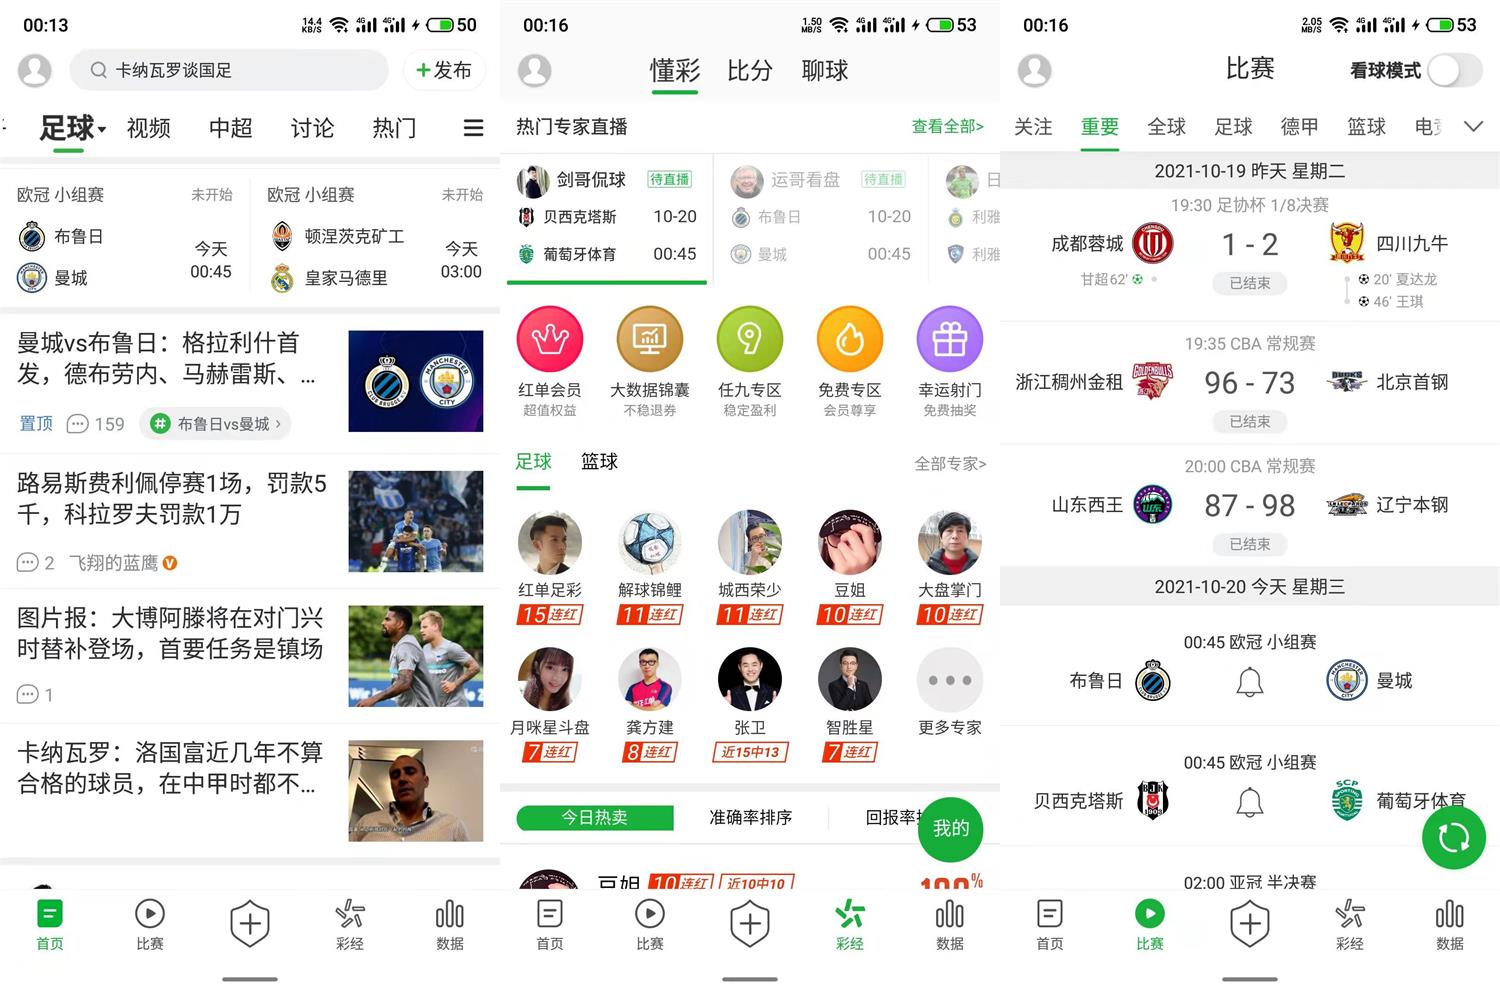 00:13
14.4 KB/S
4G
4G+
50
卡纳瓦罗谈国足
+发布
足球
视频
中超
讨论
热门
欧冠 小组赛
未开始
布鲁日
曼城
今天
00:45
欧冠 小组赛
未开始
顿涅茨克矿工
皇家马德里
今天
03:00
曼城vs布鲁日：格拉利什首
发，德布劳内、马赫雷斯、...
置顶
159
# 布鲁日vs曼城 >
CLUB BRUGGE K.V
MANCHESTER
CITY
路易斯费利佩停赛1场，罚款5
千，科拉罗夫罚款1万
2
飞翔的蓝鹰
V
图片报：大博阿滕将在对门兴
时替补登场，首要任务是镇场
1
卡纳瓦罗：洛国富近几年不算
合格的球员，在中甲时都不...
首页
比赛
彩经
数据
00:16
1.50 MB/S
4G
4G+
53
懂彩
比分
聊球
热门专家直播
查看全部>
剑哥侃球
待直播
贝西克塔斯
10-20
葡萄牙体育
00:45
运哥看盘
待直播
布鲁日
10-20
曼城
00:45
日
利雅
利雅
红单会员
超值权益
大数据锦囊
不稳退券
任九专区
稳定盈利
免费专区
会员尊享
幸运射门
免费抽奖
足球
篮球
全部专家>
红单足彩
15连红
解球锦鲤
11连红
城西荣少
11连红
豆姐
10连红
大盘掌门
10连红
月咪星斗盘
7连红
龚方建
8连红
张卫
近15中13
智胜星
7连红
更多专家
今日热卖
准确率排序
回报率
我的
豆姐
10连红
近10中10
100%
首页
比赛
彩经
数据
00:16
2.05 MB/S
4G
4G+
53
比赛
看球模式
关注
重要
全球
足球
德甲
篮球
电
2021-10-19 昨天 星期二
19:30 足协杯 1/8决赛
成都蓉城
1 - 2
四川九牛
甘超62'
已结束
20' 夏达龙
46' 王琪
19:35 CBA 常规赛
浙江稠州金租
GOLDENBULLS
96 - 73
DUCKS
北京首钢
已结束
20:00 CBA 常规赛
山东西王
山东
87 - 98
辽宁本钢
已结束
2021-10-20 今天 星期三
00:45 欧冠 小组赛
布鲁日
曼城
00:45 欧冠 小组赛
贝西克塔斯
BJK
1903
SCP
SPORTING
葡萄牙体育
02:00 亚冠 半决赛
首页
比赛
彩经
数据